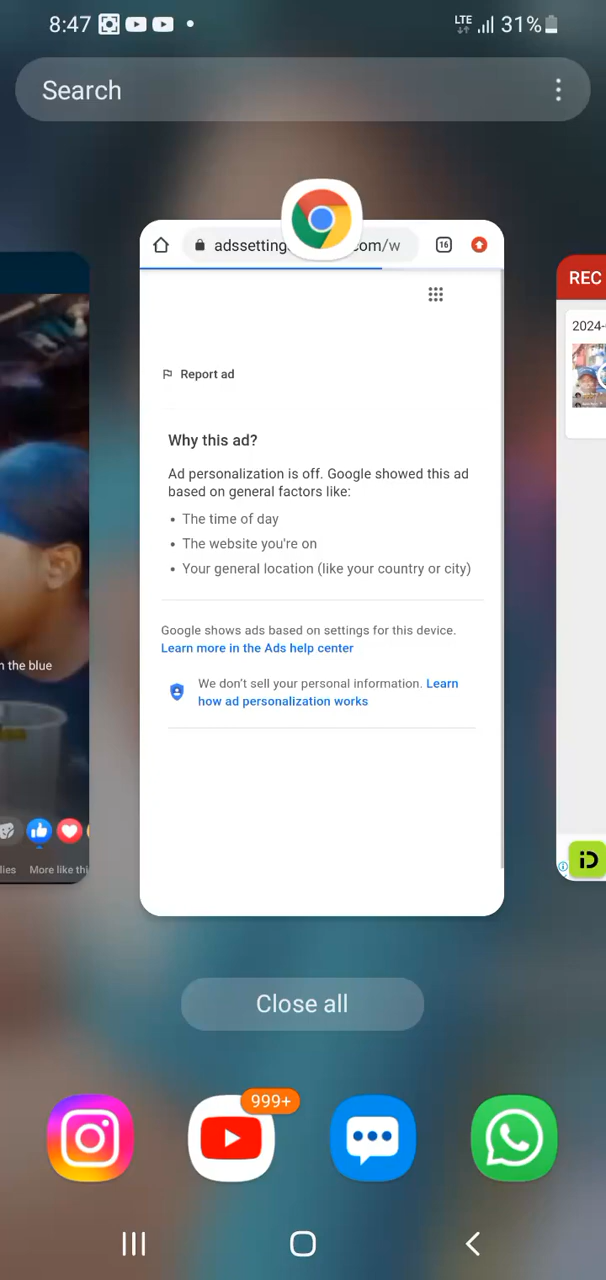 8:47
LTE
31%
Search
adssetting
com/w
16
REC
2024-
Report ad
Why this ad?
Ad personalization is off. Google showed this ad
based on general factors like:
• The time of day
• The website you're on
• Your general location (like your country or city)
n the blue
Google shows ads based on settings for this device.
Learn more in the Ads help center
We don't sell your personal information. Learn
how ad personalization works
lies
More like thi
iD
Close all
999+